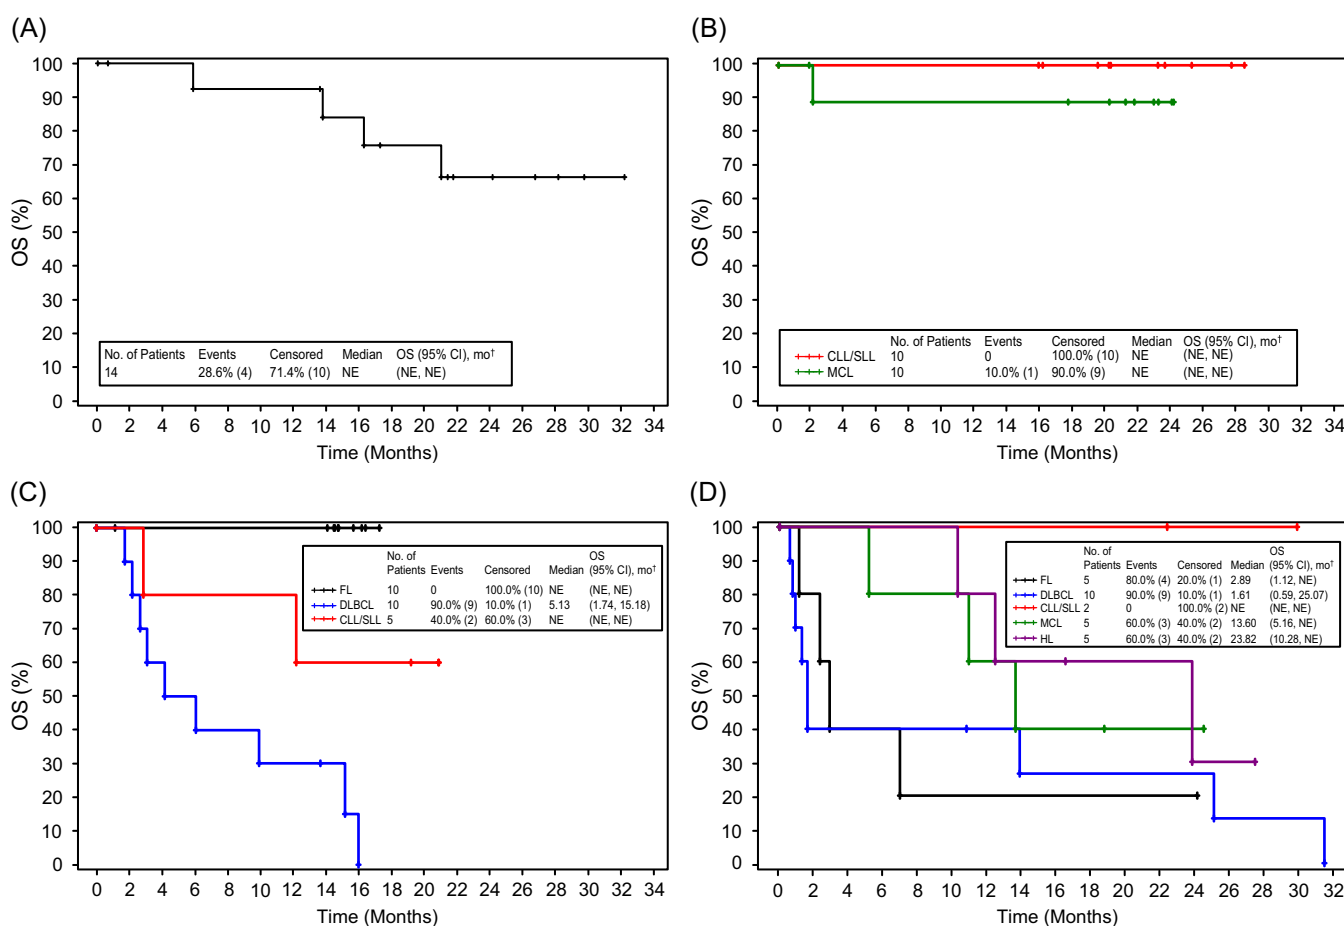 (A)
100
90
80
70
60
50
40
30
20
10
0
OS (%)
No. of Patients Events Censored Median OS (95% CI), mo†
14 28.6% (4) 71.4% (10) NE (NE, NE)
0 2 4 6 8 10 12 14 16 18 20 22 24 26 28 30 32 34
Time (Months)
(B)
100
90
80
70
60
50
40
30
20
10
0
OS (%)
No. of Patients Events Censored Median OS (95% CI), mo†
CLL/SLL 10 0 100.0% (10) NE (NE, NE)
MCL 10 10.0% (1) 90.0% (9) NE (NE, NE)
0 2 4 6 8 10 12 14 16 18 20 22 24 26 28 30 32 34
Time (Months)
(C)
100
90
80
70
60
50
40
30
20
10
0
OS (%)
No. of OS
Patients Events Censored Median (95% CI), mo†
FL 10 0 100.0% (10) NE (NE, NE)
DLBCL 10 90.0% (9) 10.0% (1) 5.13 (1.74, 15.18)
CLL/SLL 5 40.0% (2) 60.0% (3) NE (NE, NE)
0 2 4 6 8 10 12 14 16 18 20 22 24 26 28 30 32 34
Time (Months)
(D)
100
90
80
70
60
50
40
30
20
10
0
OS (%)
No. of OS
Patients Events Censored Median (95% CI), mo†
FL 5 80.0% (4) 20.0% (1) 2.89 (1.12, NE)
DLBCL 10 90.0% (9) 10.0% (1) 1.61 (0.59, 25.07)
CLL/SLL 2 0 100.0% (2) NE (NE, NE)
MCL 5 60.0% (3) 40.0% (2) 13.60 (5.16, NE)
HL 5 60.0% (3) 40.0% (2) 23.82 (10.28, NE)
0 2 4 6 8 10 12 14 16 18 20 22 24 26 28 30 32
Time (Months)